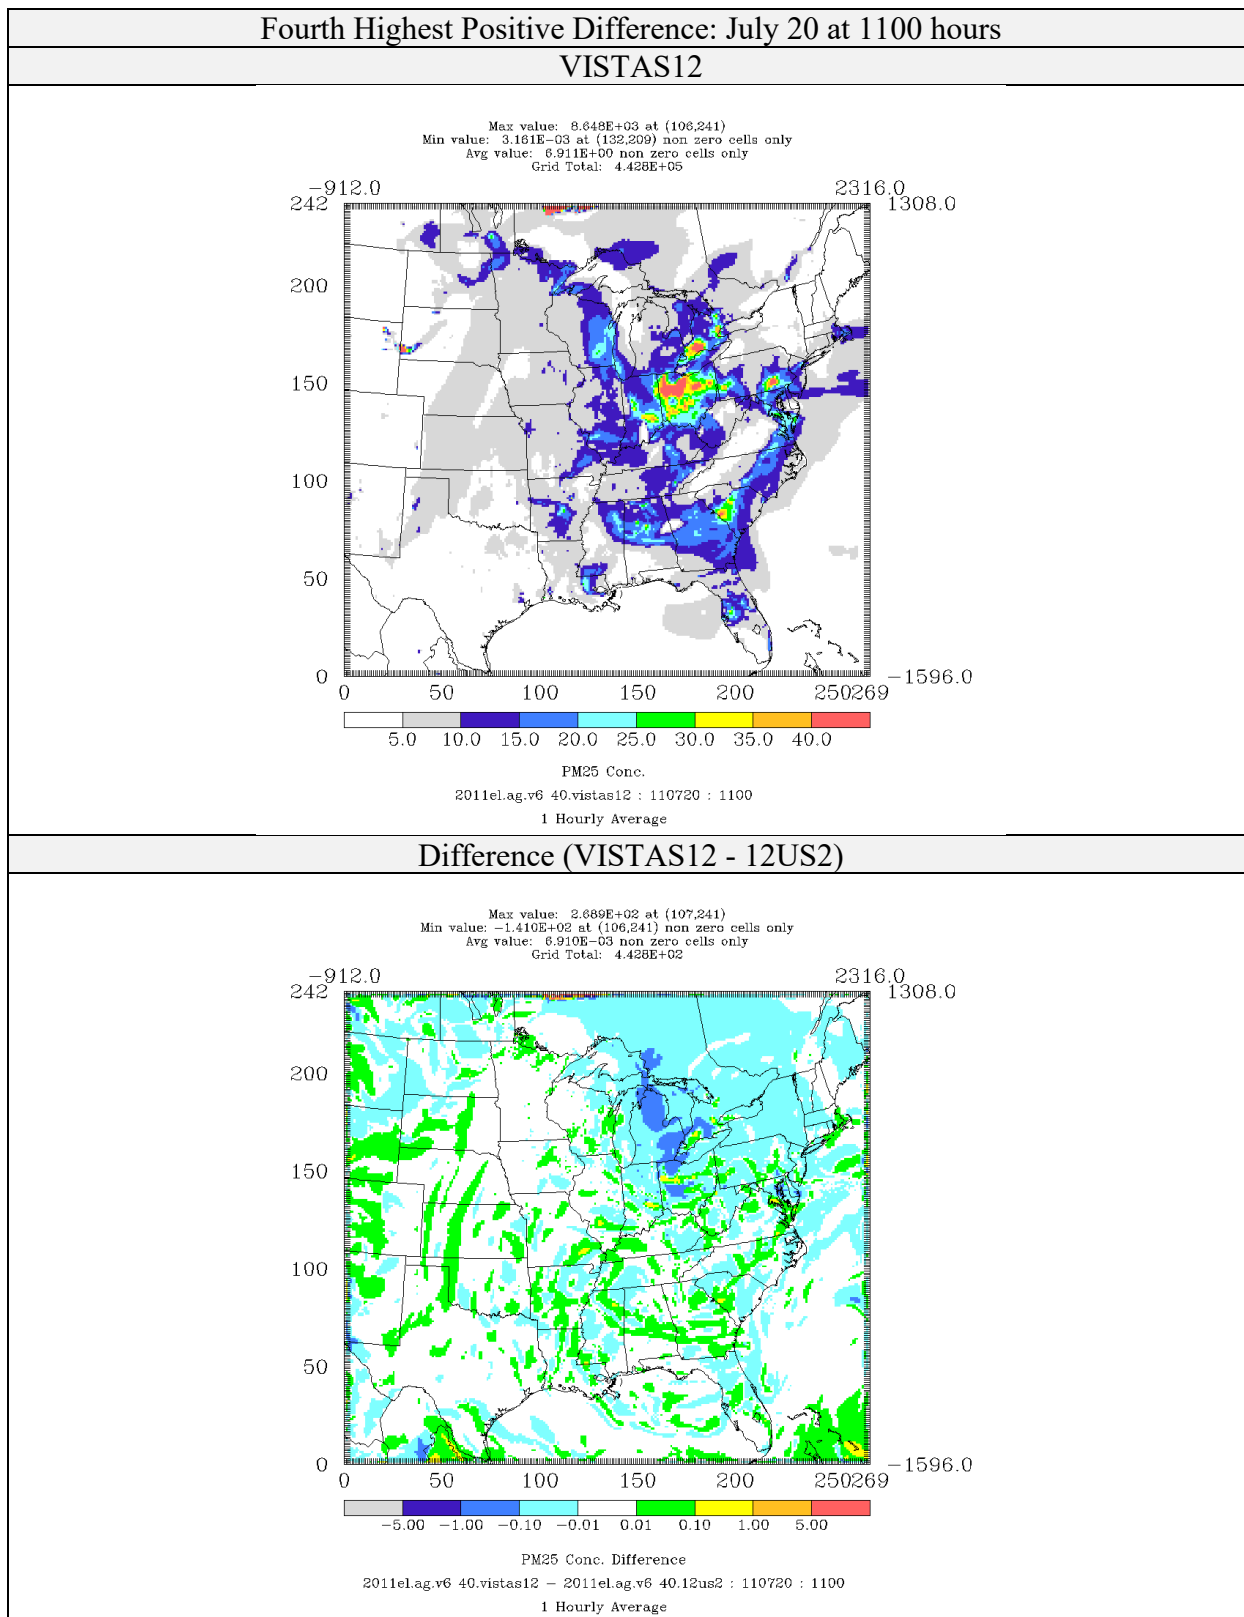 Fourth Highest Positive Difference: July 20 at 1100 hours
VISTAS12
Max value: 8.648E+03 at (106,241)
Min value: 3.161E-03 at (132,209) non zero cells only
Avg value: 6.911E+00 non zero cells only
Grid Total: 4.428E+05
-912.0 2316.0
242 1308.0
200
150
100
50
0 -1596.0
0 50 100 150 200 250269
5.0 10.0 15.0 20.0 25.0 30.0 35.0 40.0
PM25 Conc.
2011el.ag.v6 40.vistas12 : 110720 : 1100
1 Hourly Average
Difference (VISTAS12 - 12US2)
Max value: 2.689E+02 at (107,241)
Min value: -1.410E+02 at (106,241) non zero cells only
Avg value: 6.910E-03 non zero cells only
Grid Total: 4.428E+02
-912.0 2316.0
242 1308.0
200
150
100
50
0 -1596.0
0 50 100 150 200 250269
-5.00 -1.00 -0.10 -0.01 0.01 0.10 1.00 5.00
PM25 Conc. Difference
2011el.ag.v6 40.vistas12 - 2011el.ag.v6 40.12us2 : 110720 : 1100
1 Hourly Average